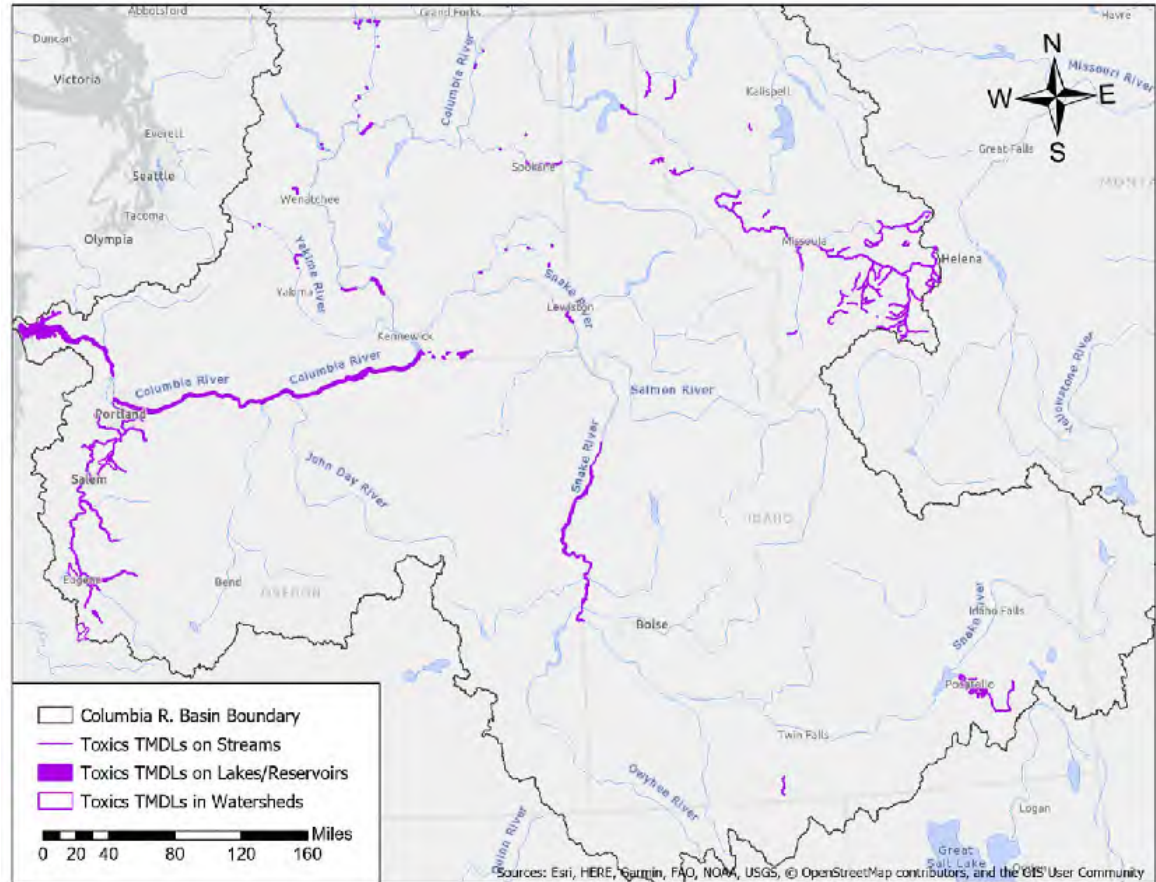 Abbotsford
Grand Forks
Havre
Duncan
Victoria
Columbia River
Kalispell
Missouri River
N
W
E
S
Everett
Seattle
Spokane
Great Falls
Wenatchee
MONTA
Tacoma
Olympia
Yakima River
Missoula
Helena
Yakima
Snake River
Lewiston
Kennewick
Columbia River
Columbia River
Salmon River
Yellowstone River
Portland
Snake River
John Day River
Salem
IDAHO
Eugene
Bend
OREGON
Snake River
Idaho Falls
Boise
Pocatello
Twin Falls
Owyhee River
Quinn River
Logan
Great
Salt Lake
Ogden
Columbia R. Basin Boundary
Toxics TMDLs on Streams
Toxics TMDLs on Lakes/Reservoirs
Toxics TMDLs in Watersheds
Miles
0 20 40 80 120 160
Sources: Esri, HERE, Garmin, FAO, NOAA, USGS, © OpenStreetMap contributors, and the GIS User Community